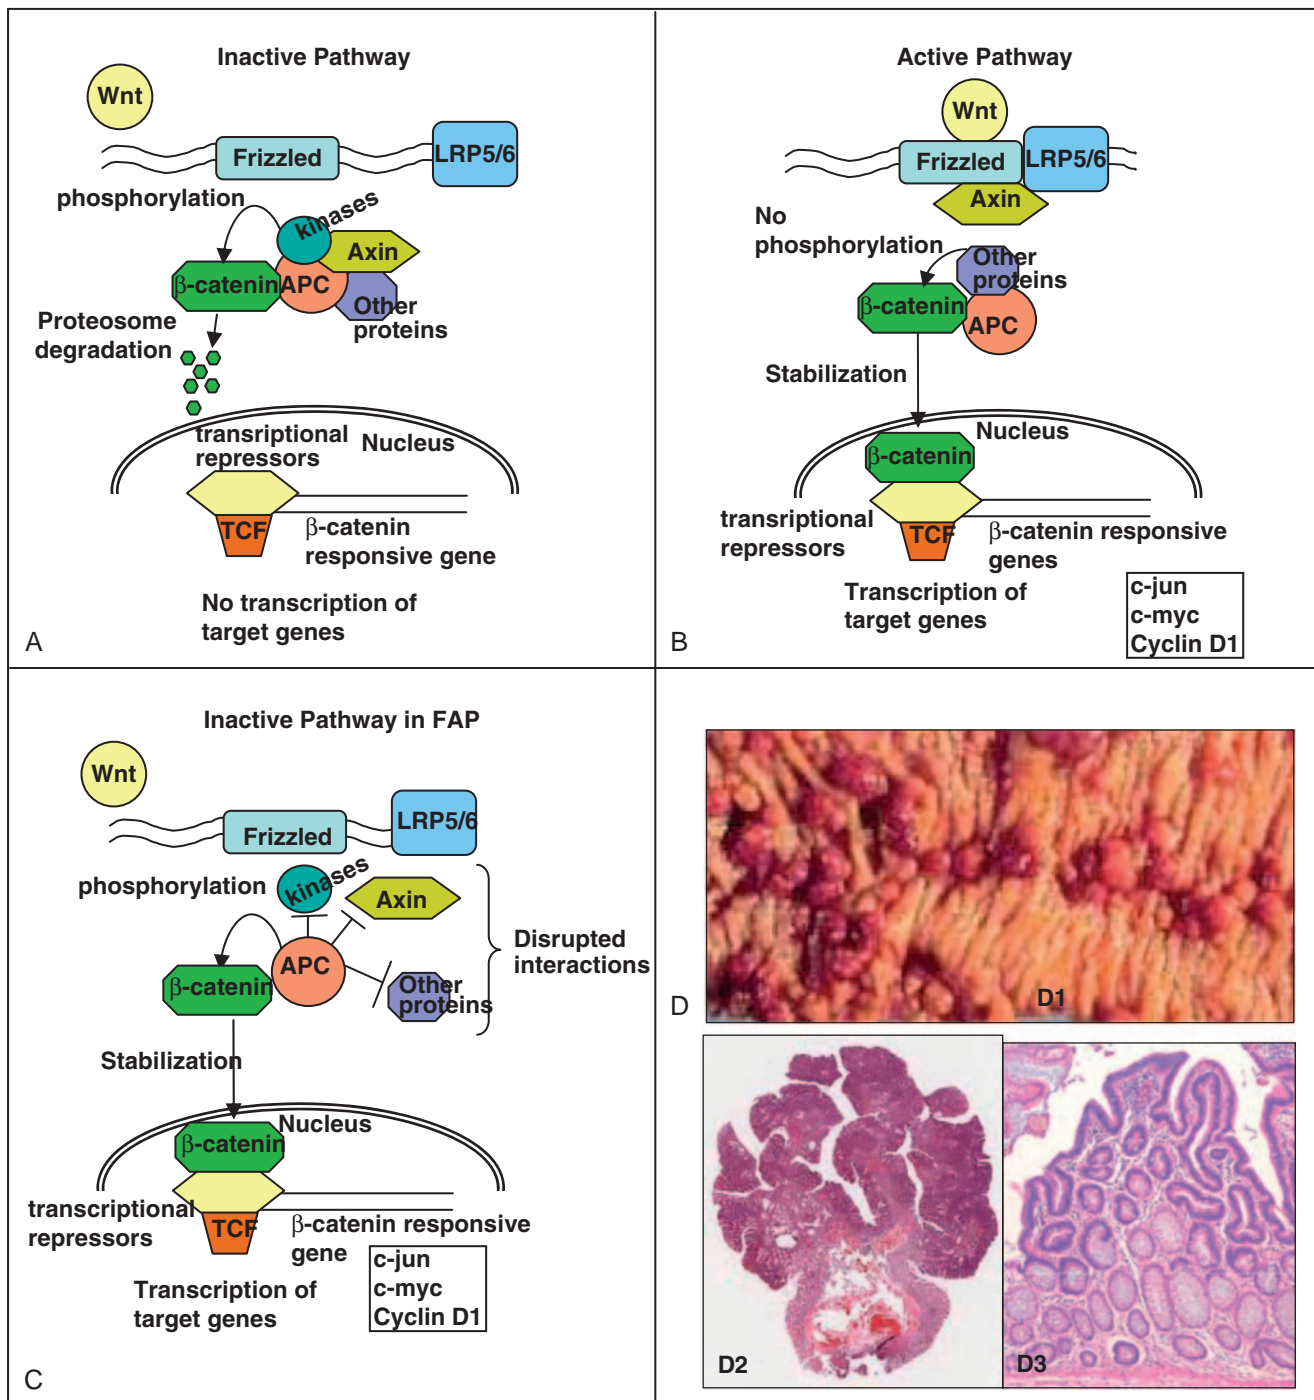 Inactive Pathway
Wnt
Frizzled
LRP5/6
phosphorylation
kinases
Axin
β-catenin
APC
Other
proteins
Proteosome
degradation
transriptional
repressors
Nucleus
TCF
β-catenin
responsive gene
No transcription of
target genes
A
Active Pathway
Wnt
Frizzled
LRP5/6
Axin
No
phosphorylation
Other
proteins
β-catenin
APC
Stabilization
Nucleus
β-catenin
transriptional
repressors
TCF
β-catenin responsive
genes
Transcription of
target genes
c-jun
c-myc
Cyclin D1
B
Inactive Pathway in FAP
Wnt
Frizzled
LRP5/6
phosphorylation
kinases
Axin
APC
β-catenin
Other
proteins
Disrupted
interactions
Stabilization
Nucleus
β-catenin
transcriptional
repressors
TCF
β-catenin responsive
gene
Transcription of
target genes
c-jun
c-myc
Cyclin D1
C
D
D1
D2
D3